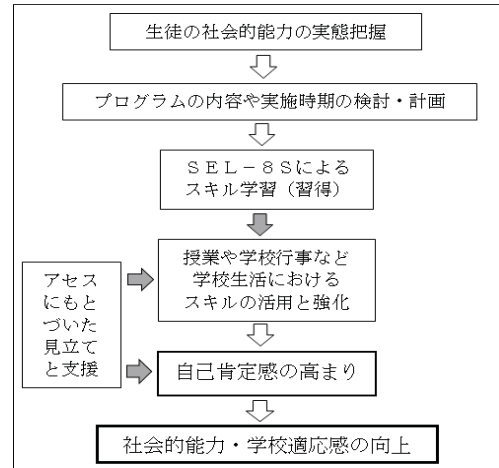 生徒の社会的能力の実態把握
プログラムの内容や実施時期の検討・計画
ＳＥＬ－８Ｓによる
スキル学習（習得）
授業や学校行事など
学校生活における
スキルの活用と強化
アセス
にもと
づいた
見立て
と支援
自己肯定感の高まり
社会的能力・学校適応感の向上